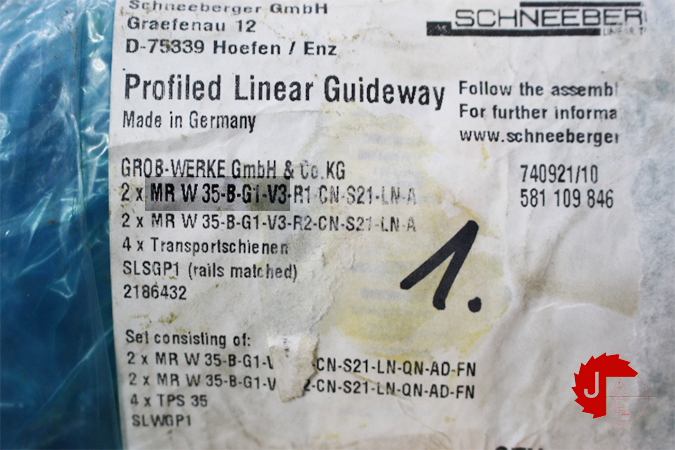 Schneeberger GmbH
Graefenau 12
D-75339 Hoefen / Enz
SCHNEEBER
Profiled Linear Guideway
Made in Germany
Follow the assembl
For further informa
www.schneeberger
GROB-WERKE GmbH & Co.KG
740921/10
2 x MR W 35-B-G1-V3-R1-CN-S21-LN-A
581 109 846
2 x MR W 35-B-G1-V3-R2-CN-S21-LN-A
4 x Transportschienen
SLSGP1 (rails matched)
2186432
1.
Set consisting of:
2 x MR W 35-B-G1-V -CN-S21-LN-QN-AD-FN
2 x MR W 35-B-G1-V 2-CN-S21-LN-QN-AD-FN
4 x TPS 35
SLWGP1
J